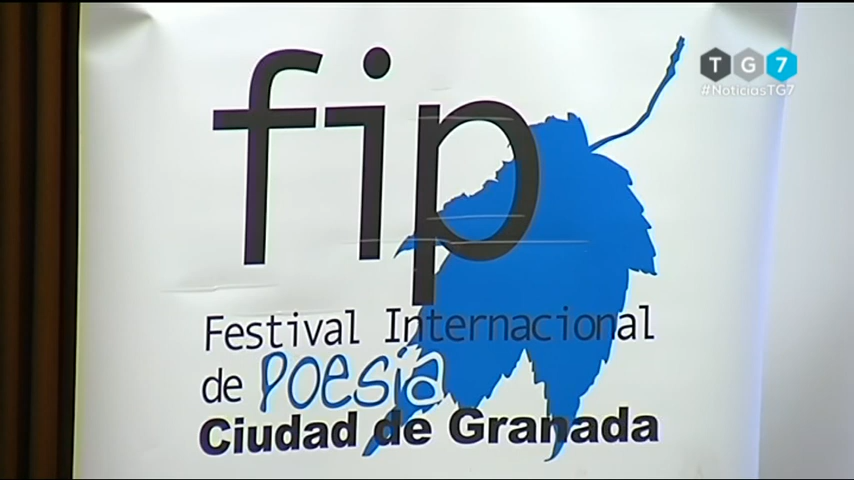 fip
Festival Internacional
de poesía
Ciudad de Granada
TG7
#NoticiasTG7